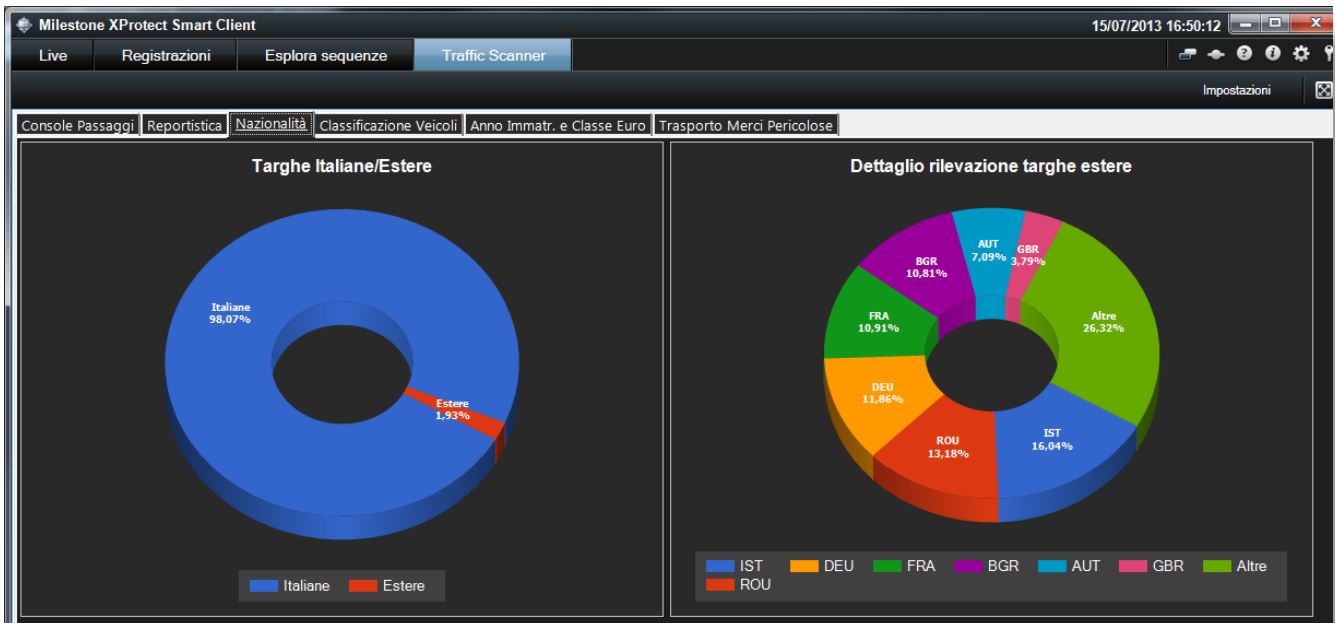 Milestone XProtect Smart Client
15/07/2013 16:50:12
Live Registrazioni Esplora sequenze Traffic Scanner
Impostazioni
Console Passaggi Reportistica Nazionalità Classificazione Veicoli Anno Immatr. e Classe Euro Trasporto Merci Pericolose
Targhe Italiane/Estere
Italiane
98,07%
Estere
1,93%
Italiane Estere
Dettaglio rilevazione targhe estere
AUT
7,09%
GBR
3,79%
BGR
10,81%
Altre
26,32%
FRA
10,91%
DEU
11,86%
IST
16,04%
ROU
13,18%
IST DEU FRA BGR AUT GBR Altre
ROU